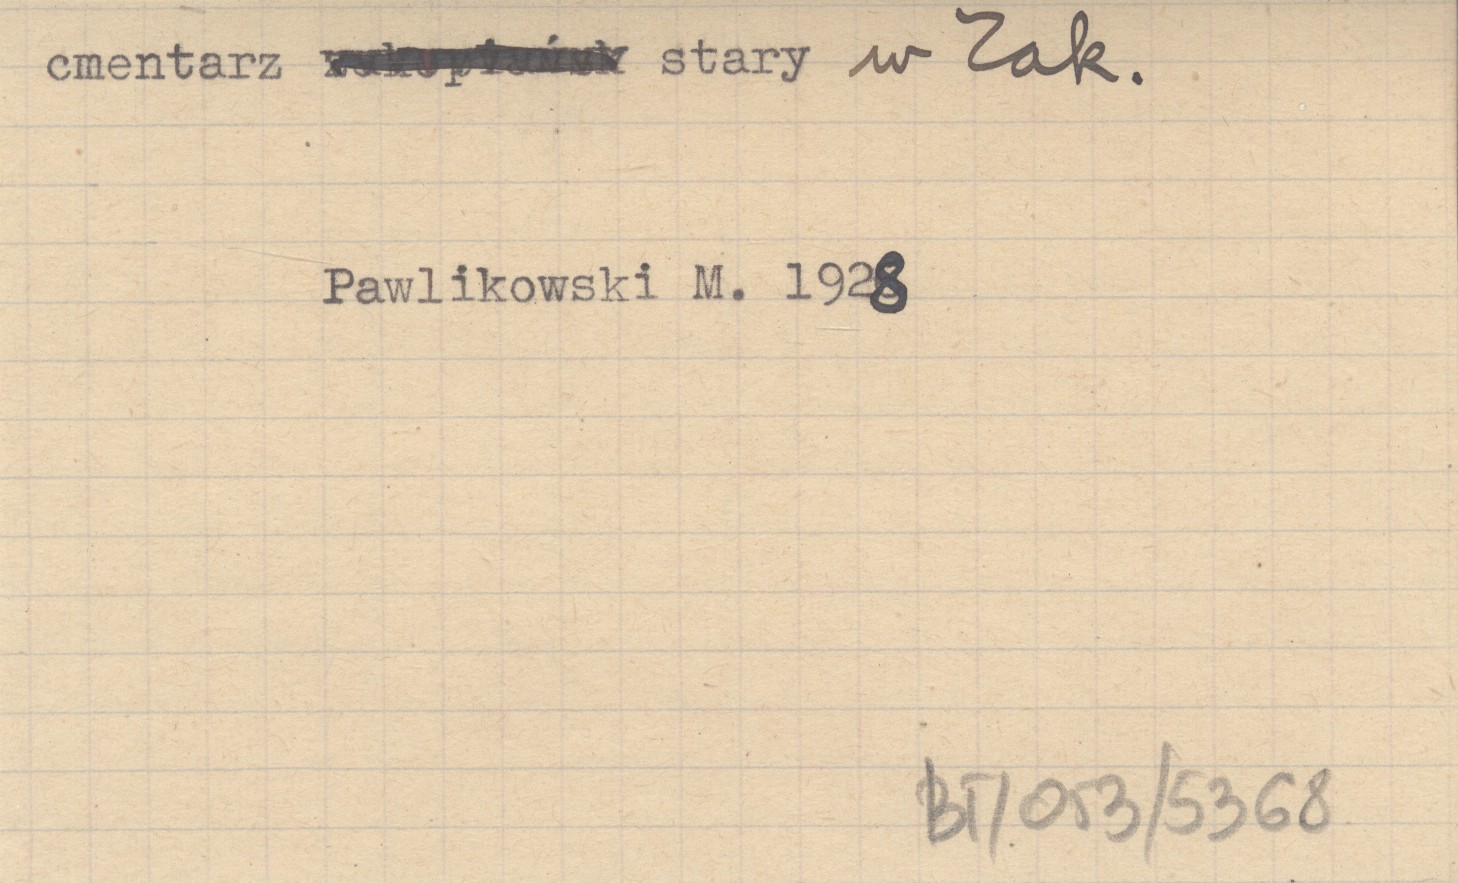 cmentarz stary w Zak.
Pawlikowski M. 1928
BT/053/5368